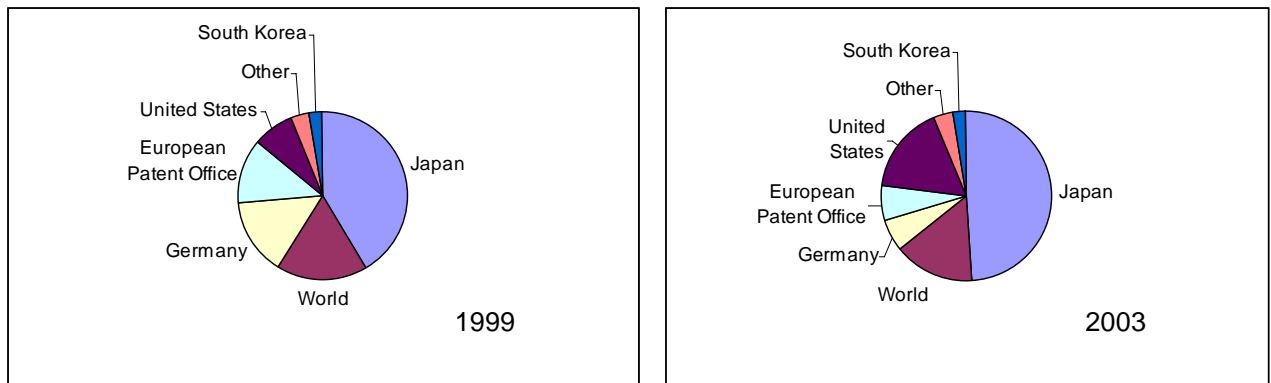 South Korea
Other
United States
European
Patent Office
Germany
World
Japan
1999
South Korea
Other
United
States
European
Patent Office
Germany
World
Japan
2003